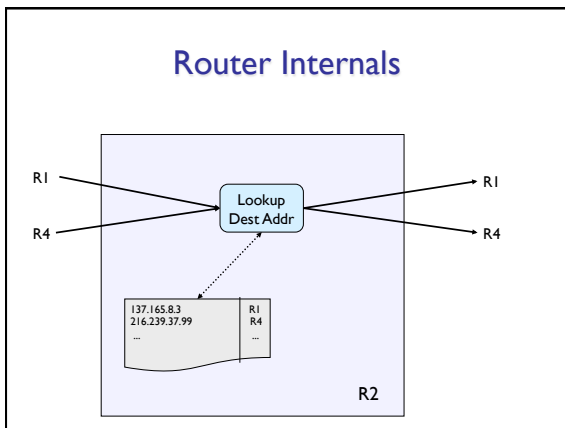 Router Internals
R1
R1
Lookup
Dest Addr
R4
R4
137.165.8.3 R1
216.239.37.99 R4
... ...
R2